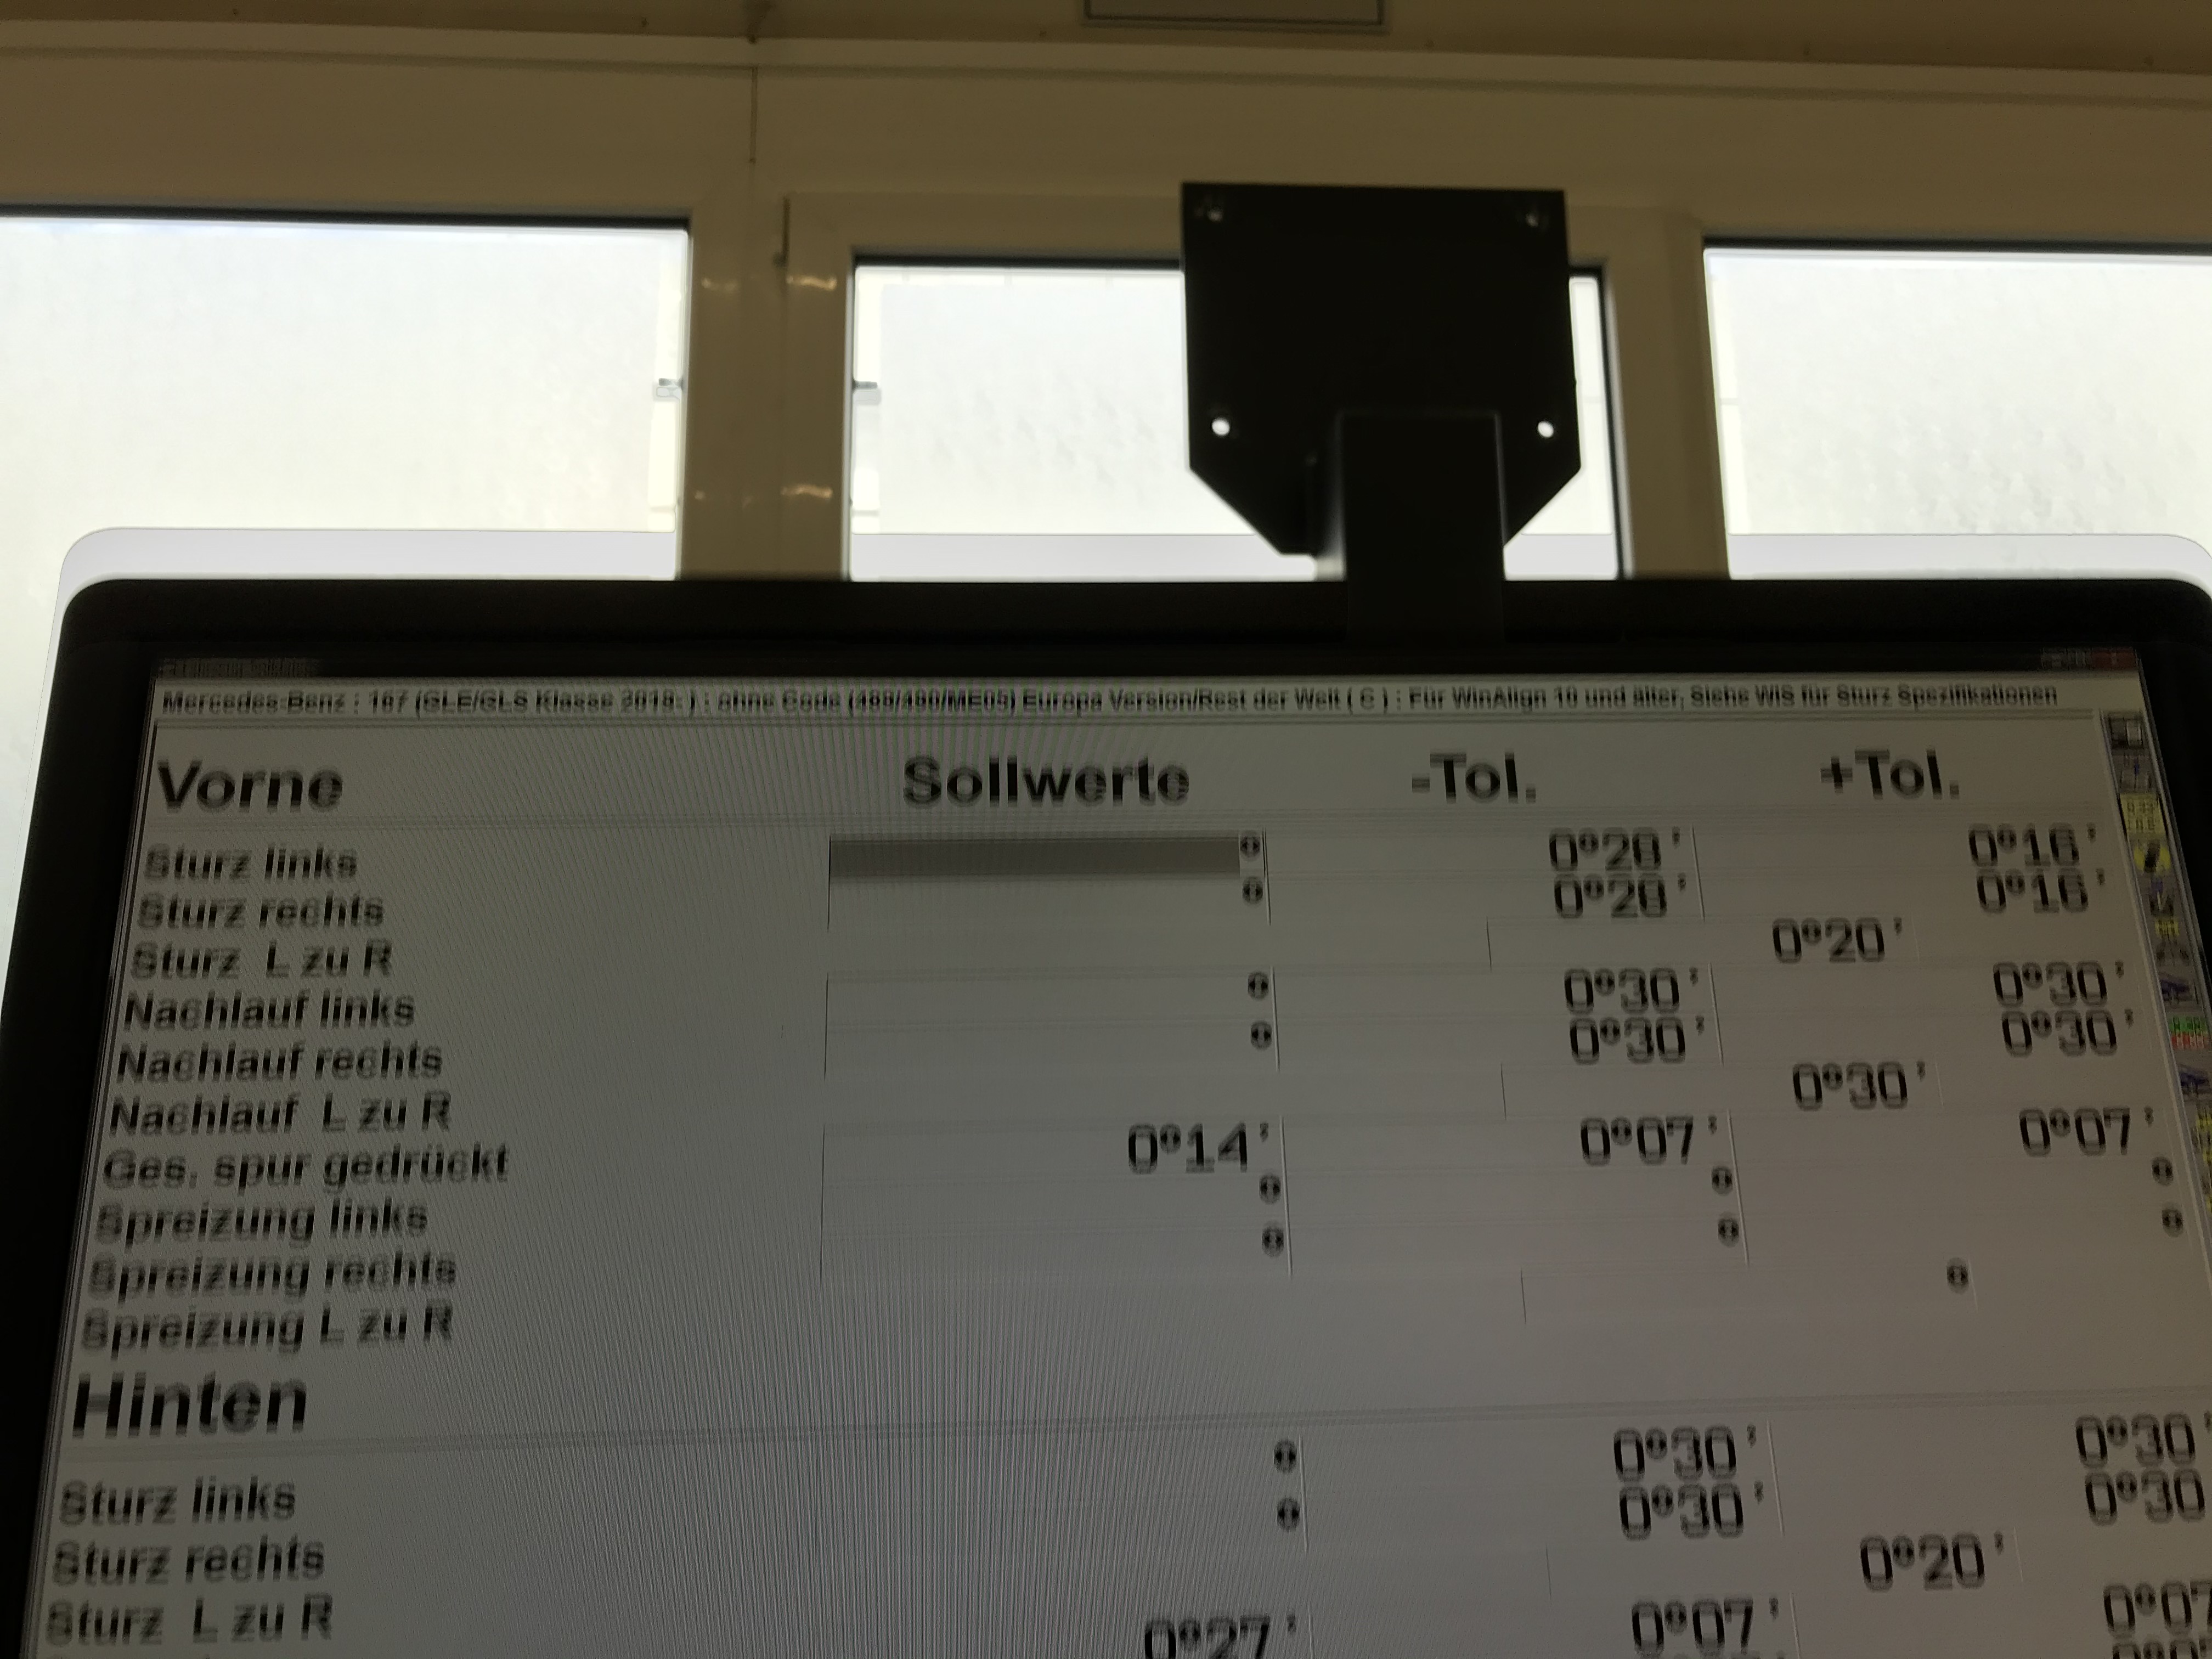 Mercedes-Benz : 167 (GLE/GLS Klasse 2019- ) : ohne Code (489/490/ME05) Europa Version/Rest der Welt ( C ) : Für WinAlign 10 und älter, Siehe WIS für Sturz Spezifikationen
Vorne Sollwerte -Tol. +Tol.
Sturz links ° 0°28' 0°16'
Sturz rechts ° 0°28' 0°16'
Sturz L zu R 0°20'
Nachlauf links ° 0°30' 0°30'
Nachlauf rechts ° 0°30' 0°30'
Nachlauf L zu R 0°30'
Ges. spur gedrückt 0°14' 0°07' 0°07'
Spreizung links ° ° °
Spreizung rechts ° ° °
Spreizung L zu R °
Hinten
Sturz links ° 0°30' 0°30'
Sturz rechts ° 0°30' 0°30
Sturz L zu R 0°20'
0°27' 0°07' 0°07